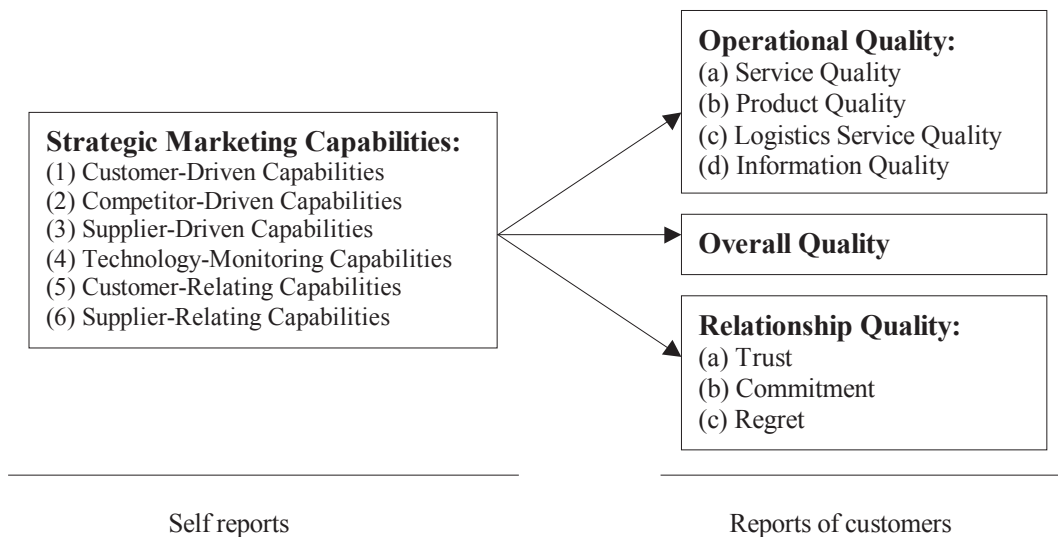 Strategic Marketing Capabilities:
(1) Customer-Driven Capabilities
(2) Competitor-Driven Capabilities
(3) Supplier-Driven Capabilities
(4) Technology-Monitoring Capabilities
(5) Customer-Relating Capabilities
(6) Supplier-Relating Capabilities
Operational Quality:
(a) Service Quality
(b) Product Quality
(c) Logistics Service Quality
(d) Information Quality
Overall Quality
Relationship Quality:
(a) Trust
(b) Commitment
(c) Regret
Self reports
Reports of customers